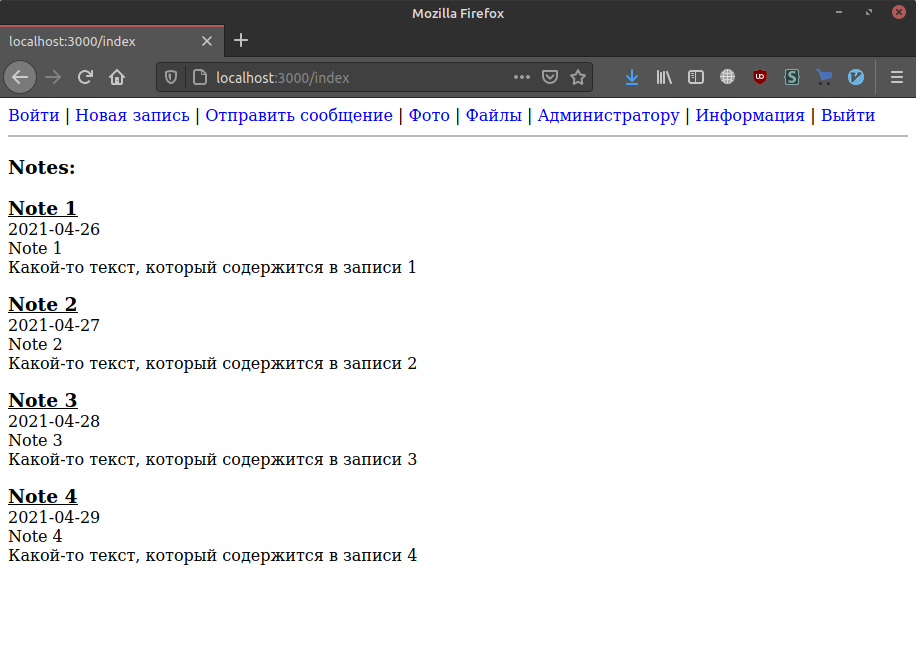 Mozilla Firefox
localhost:3000/index
localhost:3000/index
Войти | Новая запись | Отправить сообщение | Фото | Файлы | Администратору | Информация | Выйти
Notes:
Note 1
2021-04-26
Note 1
Какой-то текст, который содержится в записи 1
Note 2
2021-04-27
Note 2
Какой-то текст, который содержится в записи 2
Note 3
2021-04-28
Note 3
Какой-то текст, который содержится в записи 3
Note 4
2021-04-29
Note 4
Какой-то текст, который содержится в записи 4